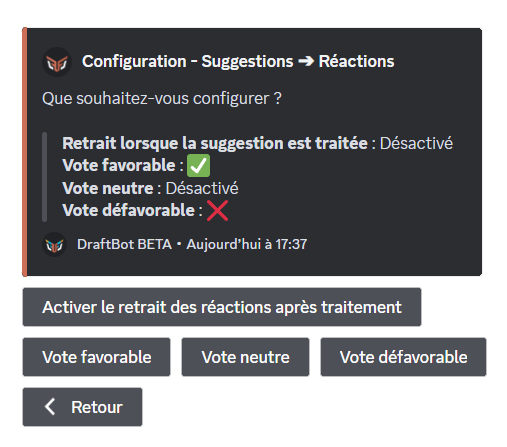 Configuration - Suggestions ➔ Réactions
Que souhaitez-vous configurer ?
Retrait lorsque la suggestion est traitée : Désactivé
Vote favorable : ✅
Vote neutre : Désactivé
Vote défavorable : ❌
DraftBot BETA • Aujourd'hui à 17:37
Activer le retrait des réactions après traitement
Vote favorable Vote neutre Vote défavorable
Retour